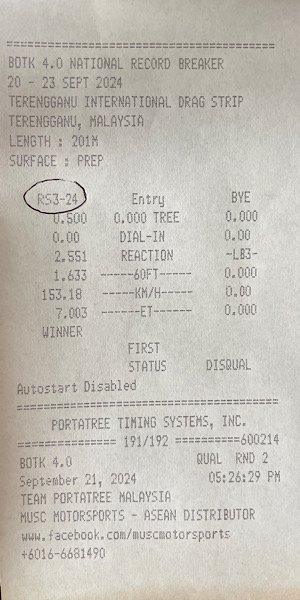 ==============================
BOTK 4.0 NATIONAL RECORD BREAKER
20 - 23 SEPT 2024
TERENGGANU INTERNATIONAL DRAG STRIP
TERENGGANU, MALAYSIA
LENGTH : 201M
SURFACE : PREP
RS3-24 Entry BYE
0.500 0.000 TREE 0.000
0.00 DIAL-IN 0.00
2.551 REACTION -LB3-
1.633 -----60FT------ 0.000
153.18 -----KM/H------ 0.00
7.003 ------ET------- 0.000
WINNER
FIRST
STATUS DISQUAL
Autostart Disabled
==============================
PORTATREE TIMING SYSTEMS, INC.
============== 191/192 ==========600214
BOTK 4.0 QUAL RND 2
September 21, 2024 05:26:29 PM
TEAM PORTATREE MALAYSIA
MUSC MOTORSPORTS - ASEAN DISTRIBUTOR
www.facebook.com/muscmotorsports
+6016-6681490